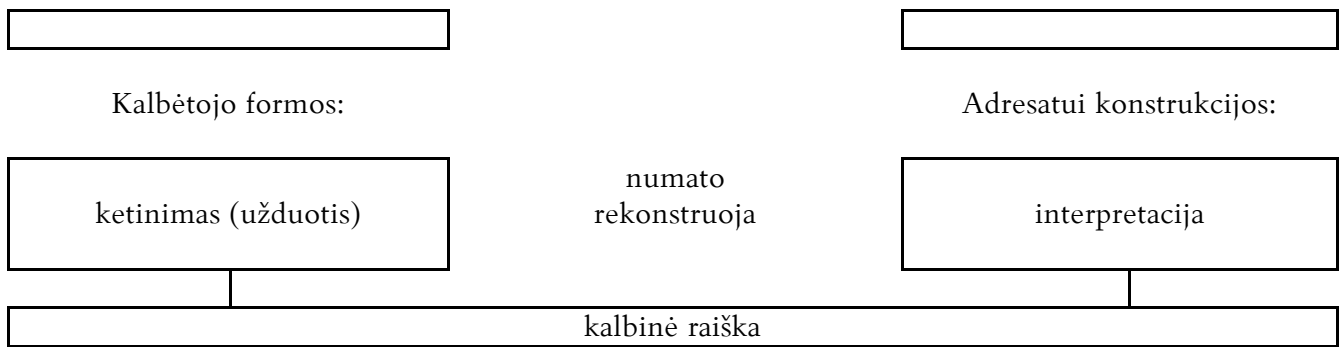 Kalbėtojo formos:
Adresatui konstrukcijos:
ketinimas (užduotis)
numato
rekonstruoja
interpretacija
kalbinė raiška